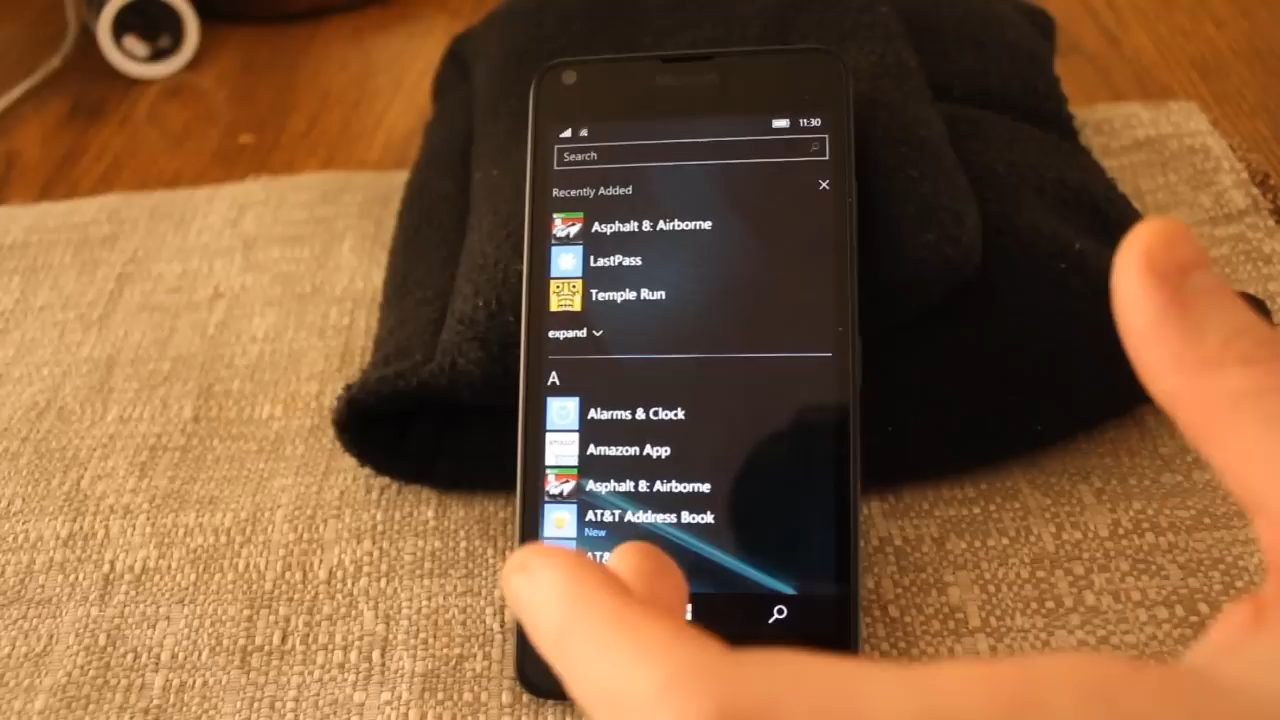 11:30
Search
Recently Added
Asphalt 8: Airborne
LastPass
Temple Run
expand
A
Alarms & Clock
Amazon App
Asphalt 8: Airborne
AT&T Address Book
New